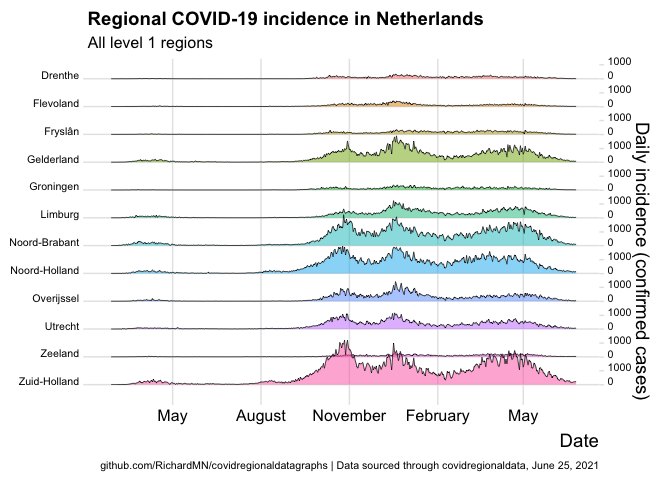 Regional COVID-19 incidence in Netherlands
All level 1 regions
Drenthe
Flevoland
Fryslân
Gelderland
Groningen
Limburg
Noord-Brabant
Noord-Holland
Overijssel
Utrecht
Zeeland
Zuid-Holland
1000
0
1000
0
1000
0
1000
0
1000
0
1000
0
1000
0
1000
0
1000
0
1000
0
1000
0
1000
0
Daily incidence (confirmed cases)
May
August
November
February
May
Date
github.com/RichardMN/covidregionaldatagraphs | Data sourced through covidregionaldata, June 25, 2021